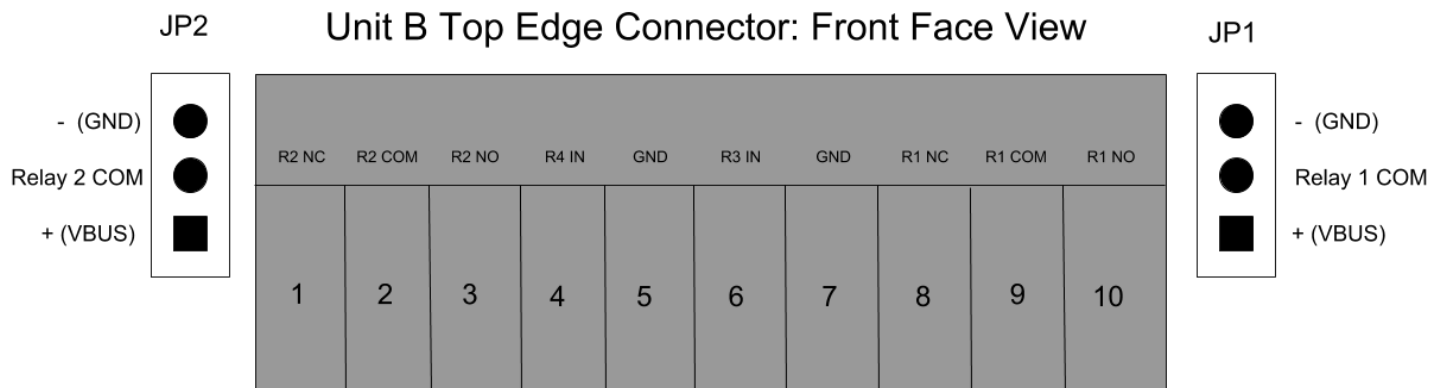 JP2
Unit B Top Edge Connector: Front Face View
JP1
- (GND)
Relay 2 COM
+ (VBUS)
R2 NC R2 COM R2 NO R4 IN GND R3 IN GND R1 NC R1 COM R1 NO
1 2 3 4 5 6 7 8 9 10
- (GND)
Relay 1 COM
+ (VBUS)